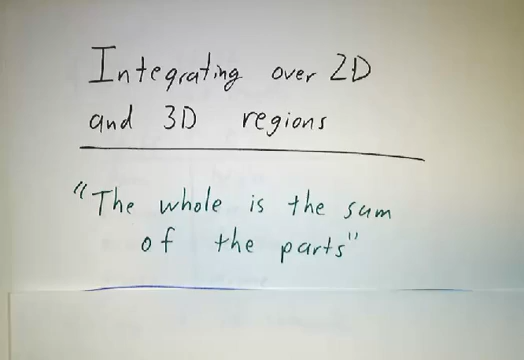 Integrating over 2D
and 3D regions
"The whole is the sum
of the parts"